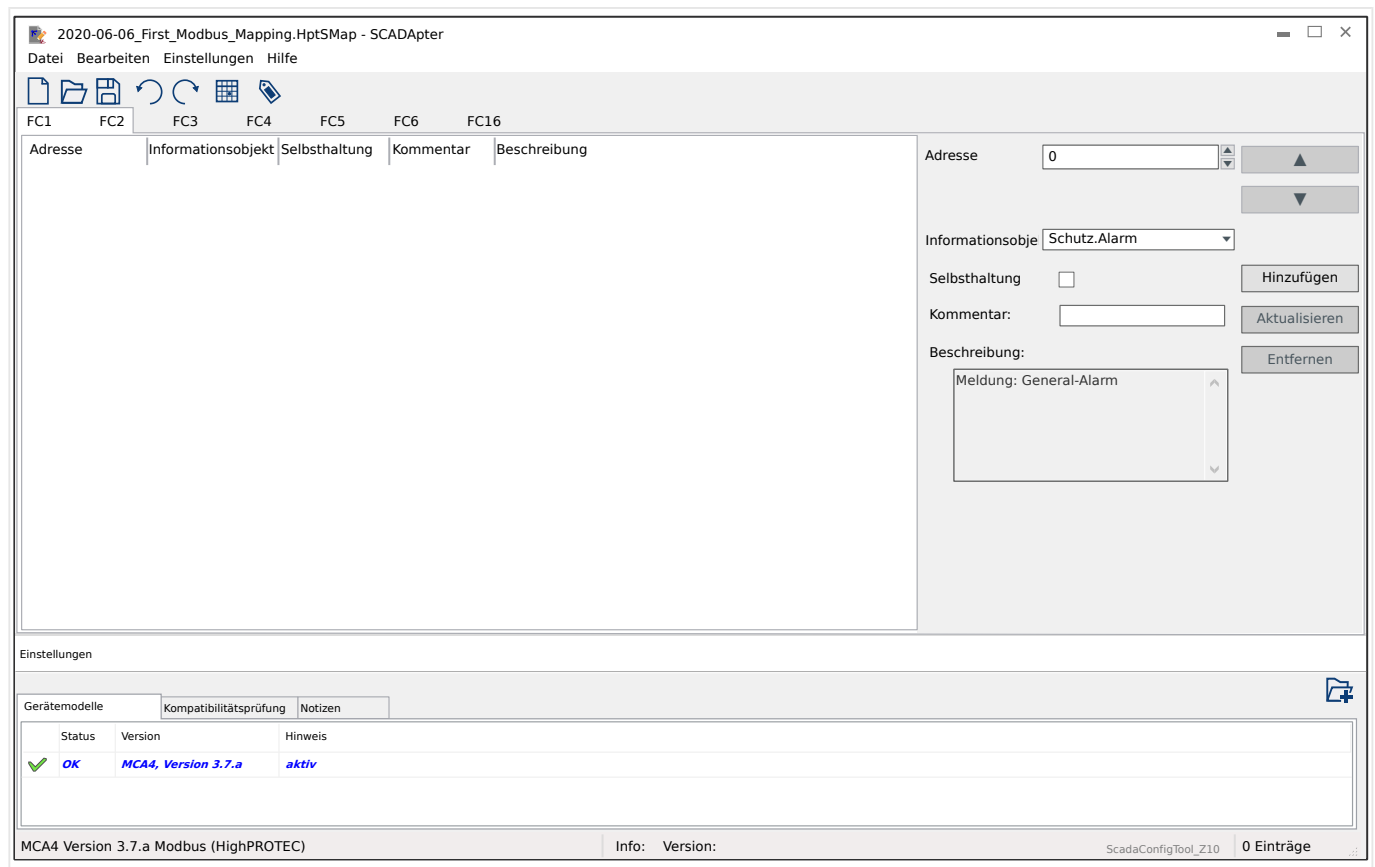 2020-06-06_First_Modbus_Mapping.HptSMap - SCADApter
Datei Bearbeiten Einstellungen Hilfe
FC1 FC2 FC3 FC4 FC5 FC6 FC16
Adresse Informationsobjekt Selbsthaltung Kommentar Beschreibung
Adresse 0
Informationsobje Schutz.Alarm
Selbsthaltung Hinzufügen
Kommentar: Aktualisieren
Beschreibung: Entfernen
Meldung: General-Alarm
Einstellungen
Gerätemodelle Kompatibilitätsprüfung Notizen
Status Version Hinweis
OK MCA4, Version 3.7.a aktiv
MCA4 Version 3.7.a Modbus (HighPROTEC) Info: Version: ScadaConfigTool_Z10 0 Einträge